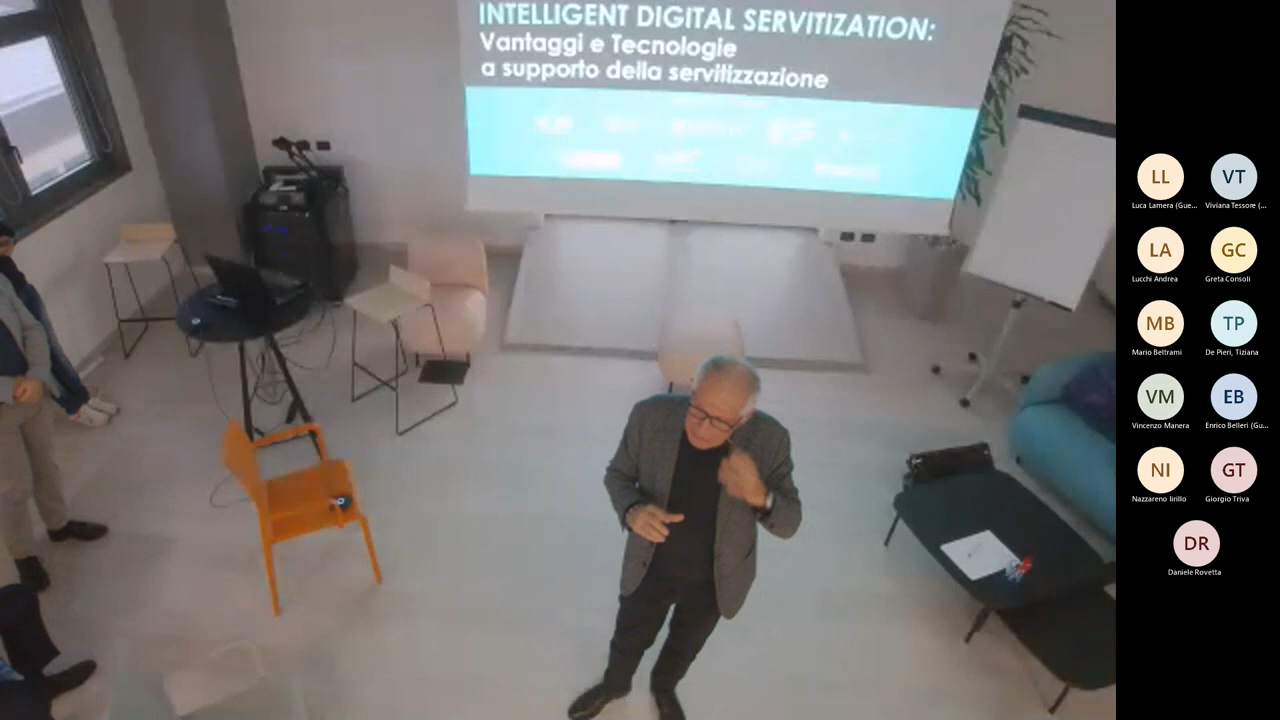 INTELLIGENT DIGITAL SERVITIZATION:
Vantaggi e Tecnologie
a supporto della servitizzazione
LL
VT
Luca Lamera (Gue...
Viviana Tessore (...
LA
GC
Lucchi Andrea
Greta Consoli
MB
TP
Mario Beltrami
De Pieri, Tiziana
VM
EB
Vincenzo Manera
Enrico Belleri (Gu...
NI
GT
Nazzareno Iirillo
Giorgio Triva
DR
Daniele Rovetta